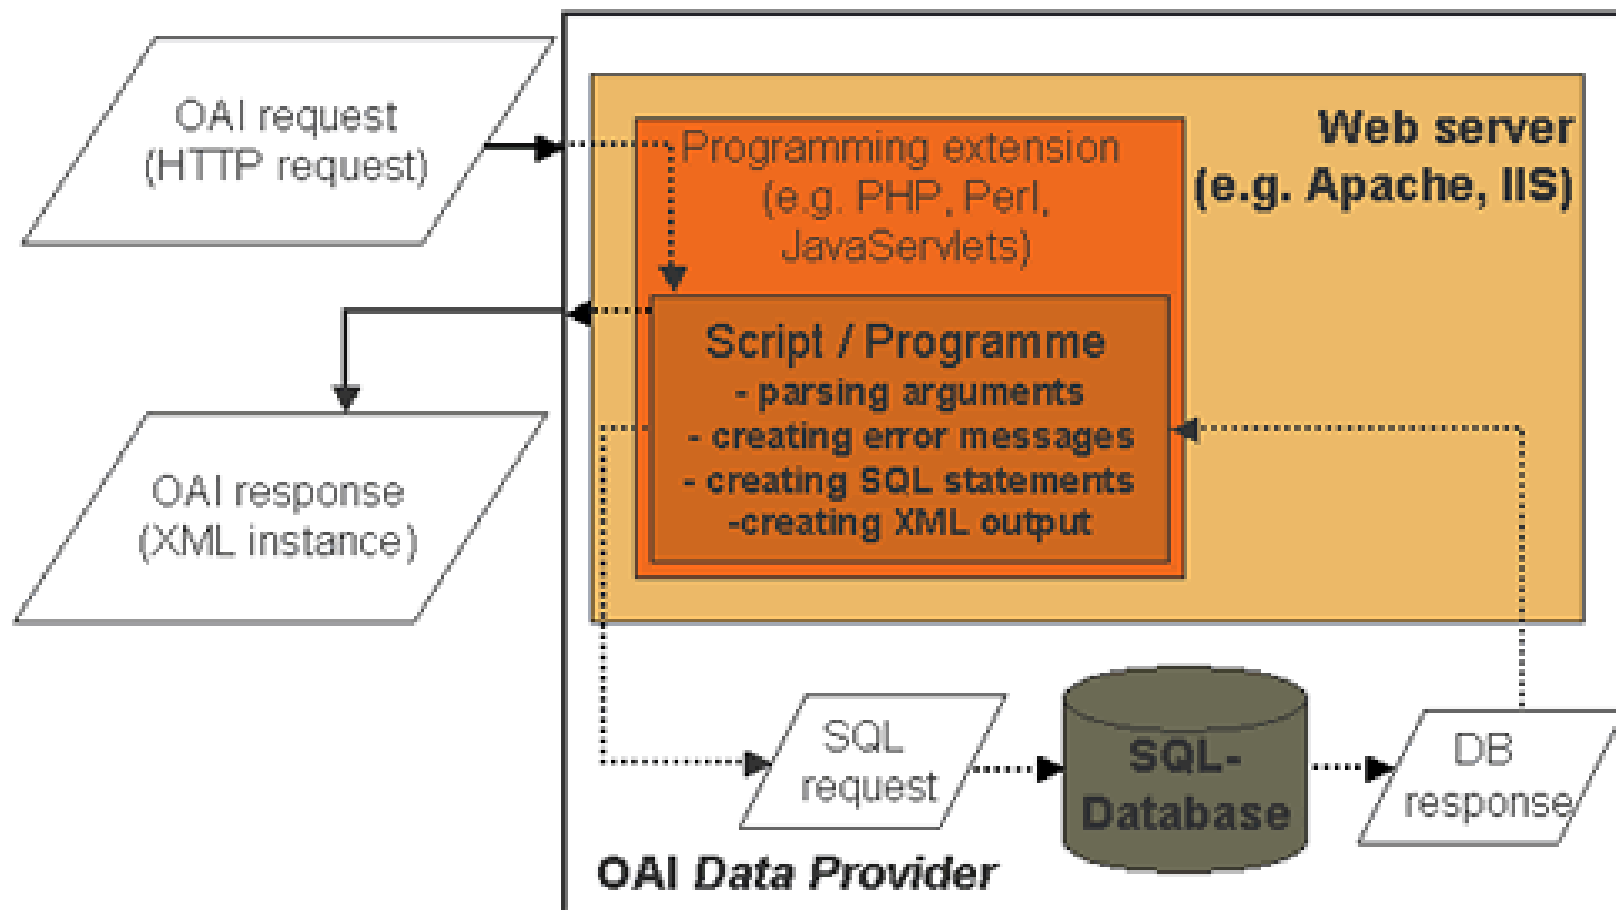 OAI request
(HTTP request)
Programming extension
(e.g. PHP, Perl,
JavaServlets)
Web server
(e.g. Apache, IIS)
Script / Programme
- parsing arguments
- creating error messages
- creating SQL statements
-creating XML output
OAI response
(XML instance)
SQL
request
SQL-
Database
DB
response
OAI Data Provider